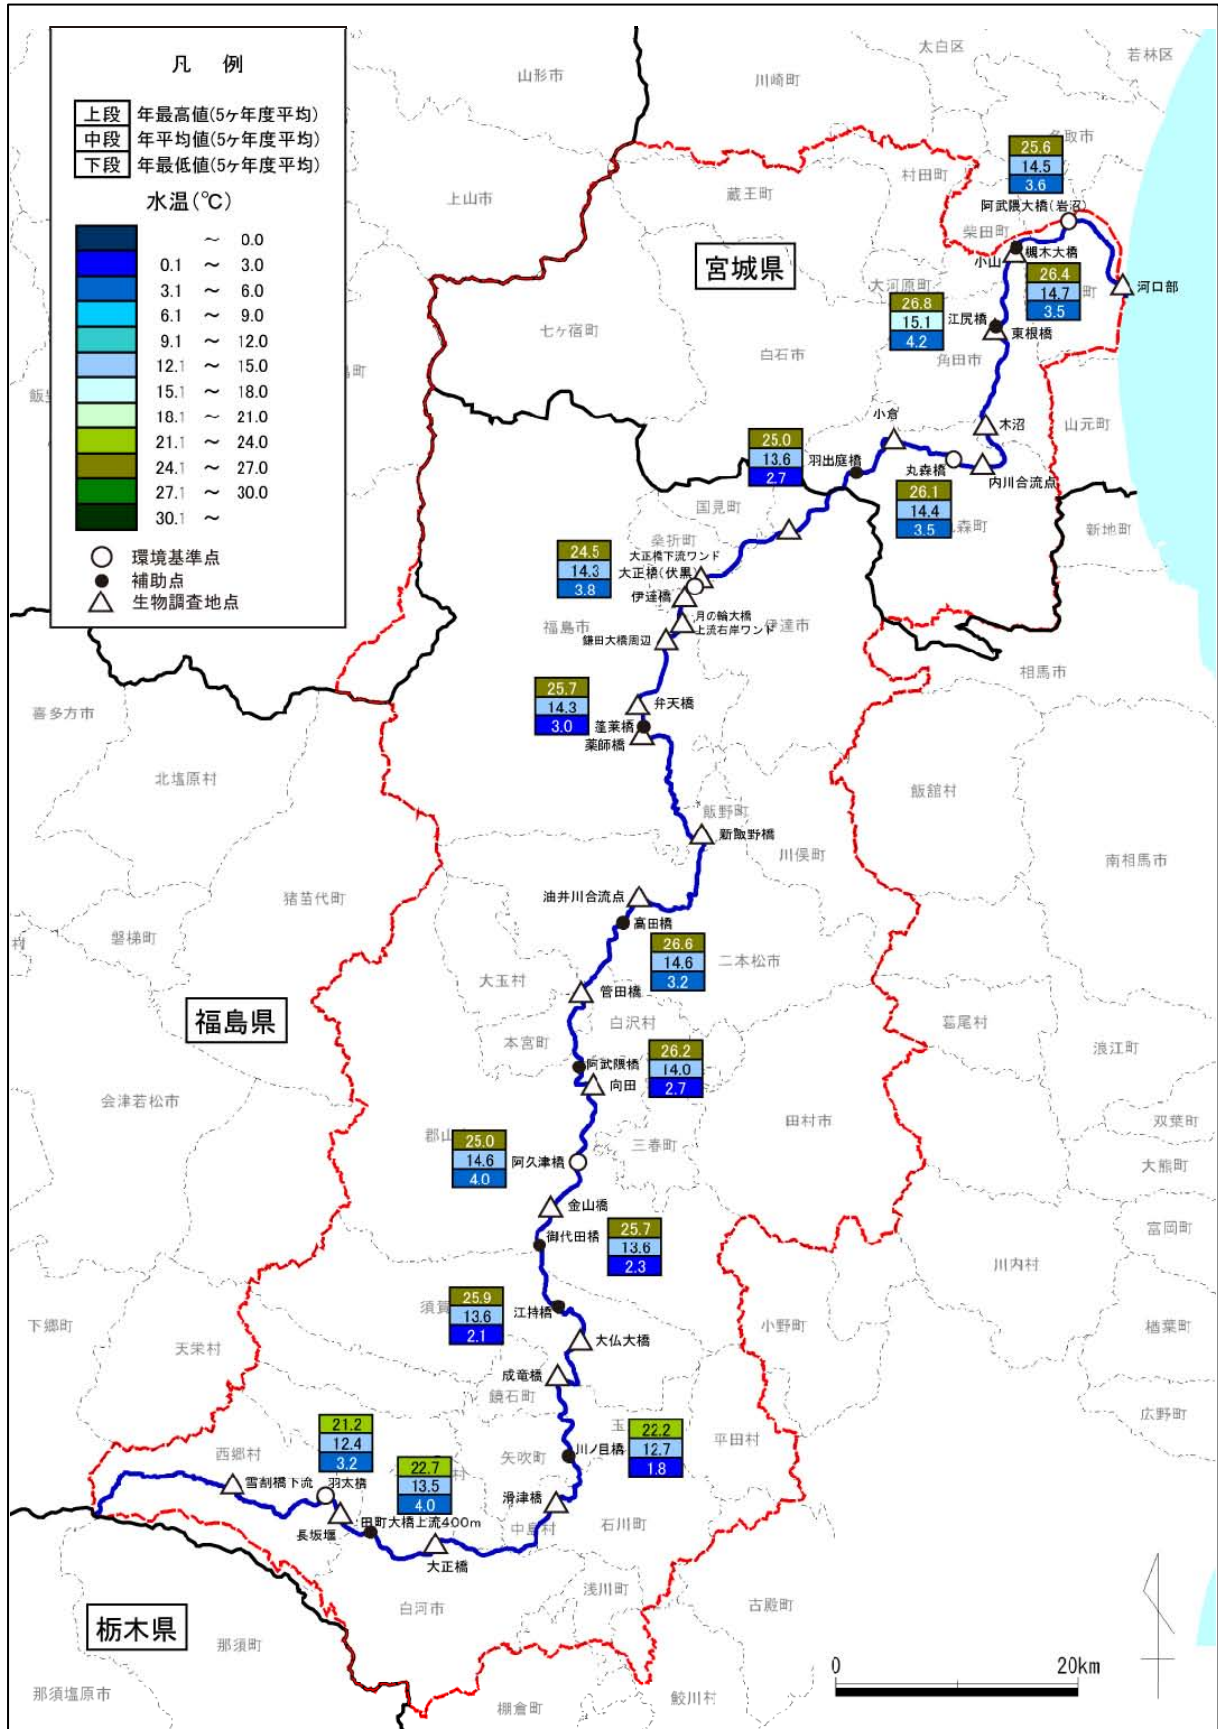 凡 例
上段 年最高値(5ヶ年度平均)
中段 年平均値(5ヶ年度平均)
下段 年最低値(5ヶ年度平均)
水温(℃)
～ 0.0
0.1 ～ 3.0
3.1 ～ 6.0
6.1 ～ 9.0
9.1 ～ 12.0
12.1 ～ 15.0
15.1 ～ 18.0
18.1 ～ 21.0
21.1 ～ 24.0
24.1 ～ 27.0
27.1 ～ 30.0
30.1 ～
環境基準点
補助点
生物調査地点
山形市
川崎町
太白区
若林区
名取市
25.6
14.5
3.6
村田町
蔵王町
上山市
阿武隈大橋(岩沼)
柴田町
槻木大橋
小山
宮城県
26.4
14.7
3.5
町
河口部
大河原町
26.8
15.1
4.2
江尻橋
東根橋
七ヶ宿町
白石市
角田市
小倉
木沼
山元町
25.0
13.6
2.7
羽出庭橋
丸森橋
内川合流点
26.1
14.4
3.5
森町
新地町
国見町
桑折町
24.5
14.3
3.8
大正橋下流ワンド
大正橋(伏黒)
伊達橋
月の輪大橋
上流右岸ワンド
伊達市
福島市
鎌田大橋周辺
相馬市
25.7
14.3
3.0
弁天橋
蓬莱橋
薬師橋
喜多方市
北塩原村
飯舘村
飯野町
新飯野橋
川俣町
南相馬市
油井川合流点
猪苗代町
高田橋
磐梯町
村
26.6
14.6
3.2
二本松市
大玉村
管田橋
福島県
白沢村
本宮町
葛尾村
浪江町
阿武隈橋
26.2
14.0
2.7
向田
会津若松市
田村市
双葉町
郡山
25.0
14.6
4.0
阿久津橋
三春町
大熊町
金山橋
御代田橋
25.7
13.6
2.3
富岡町
川内村
25.9
13.6
2.1
須賀
江持橋
下郷町
天栄村
大仏大橋
小野町
楢葉町
成竜橋
鏡石町
21.2
12.4
3.2
玉
22.2
12.7
1.8
平田村
広野町
西郷村
22.7
13.5
4.0
村
矢吹町
川ノ目橋
雪割橋下流
羽太橋
滑津橋
長坂堰
田町大橋上流400m
中島村
石川町
大正橋
浅川町
白河市
古殿町
栃木県
那須町
0 20km
那須塩原市
棚倉町
鮫川村